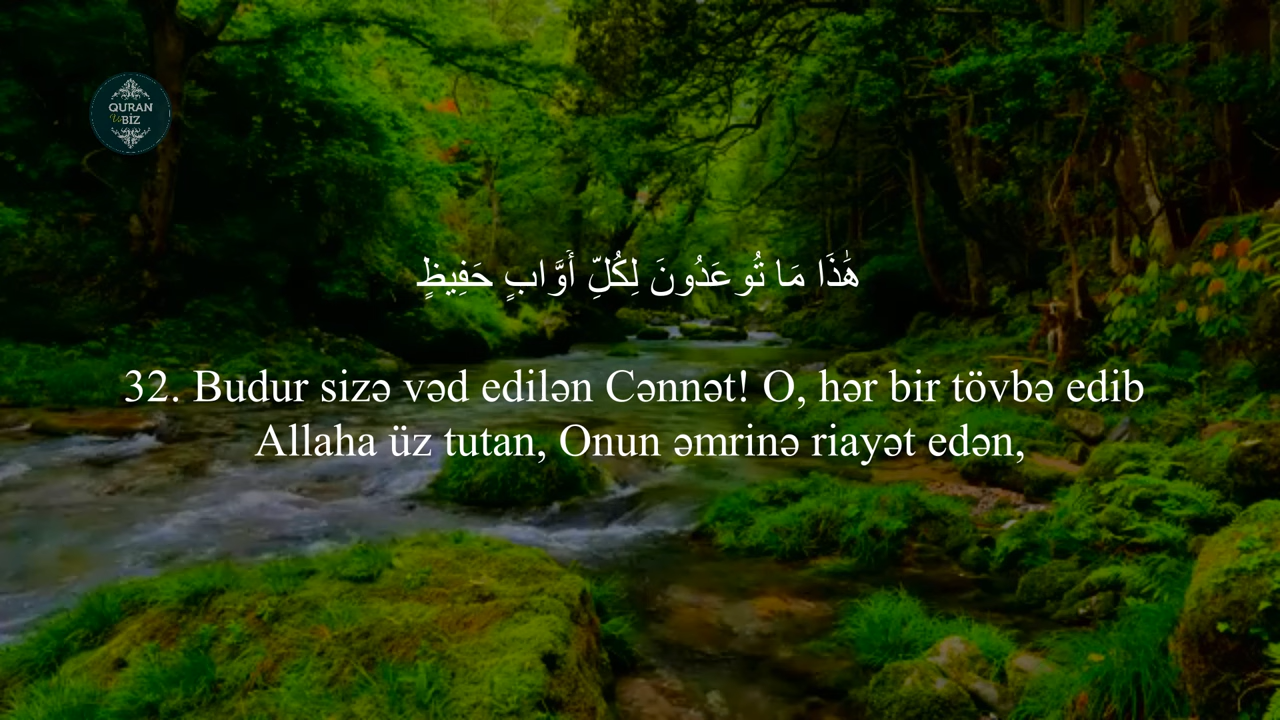 QURAN
Və
BİZ
هَٰذَا مَا تُوعَدُونَ لِكُلِّ أَوَّابٍ حَفِيظٍ
32. Budur sizə vəd edilən Cənnət! O, hər bir tövbə edib
Allaha üz tutan, Onun əmrinə riayət edən,